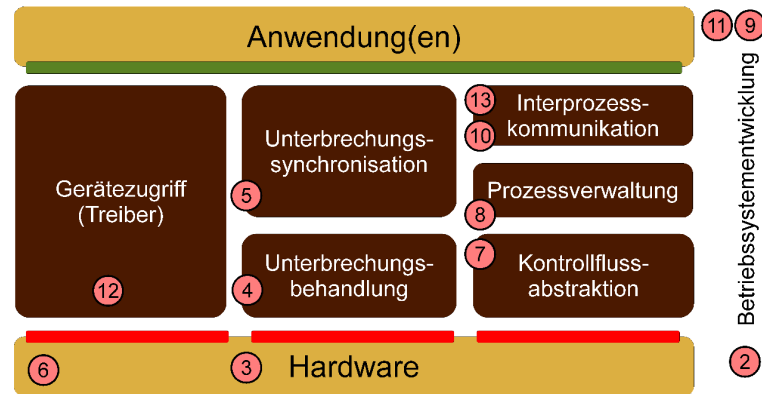 Anwendung(en)
11
9
Gerätezugriff
(Treiber)
12
Unterbrechungs-
synchronisation
5
Unterbrechungs-
behandlung
4
13
Interprozess-
10
kommunikation
Prozessverwaltung
8
7
Kontrollfluss-
abstraktion
Betriebssystementwicklung
2
6
3
Hardware